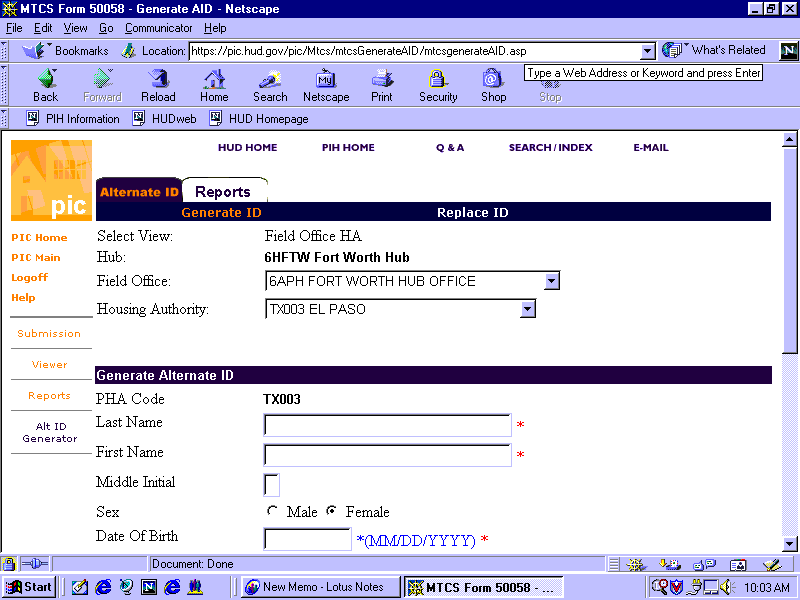 MTCS Form 50058 - Generate AID - Netscape
File Edit View Go Communicator Help
Bookmarks Location: https://pic.hud.gov/pic/Mtcs/mtcsGenerateAID/mtcsgenerateAID.asp What's Related N
Type a Web Address or Keyword and press Enter
Back Forward Reload Home Search Netscape Print Security Shop Stop
PIH Information HUDweb HUD Homepage
HUD HOME PIH HOME Q & A SEARCH / INDEX E-MAIL
pic
Alternate ID Reports
Generate ID Replace ID
PIC Home
PIC Main
Logoff
Help
Submission
Viewer
Reports
Alt ID
Generator
Select View: Field Office HA
Hub: 6HFTW Fort Worth Hub
Field Office: 6APH FORT WORTH HUB OFFICE
Housing Authority: TX003 EL PASO
Generate Alternate ID
PHA Code TX003
Last Name *
First Name *
Middle Initial
Sex Male Female
Date Of Birth *(MM/DD/YYYY) *
Document: Done
Start New Memo - Lotus Notes MTCS Form 50058 - ... 10:03 AM